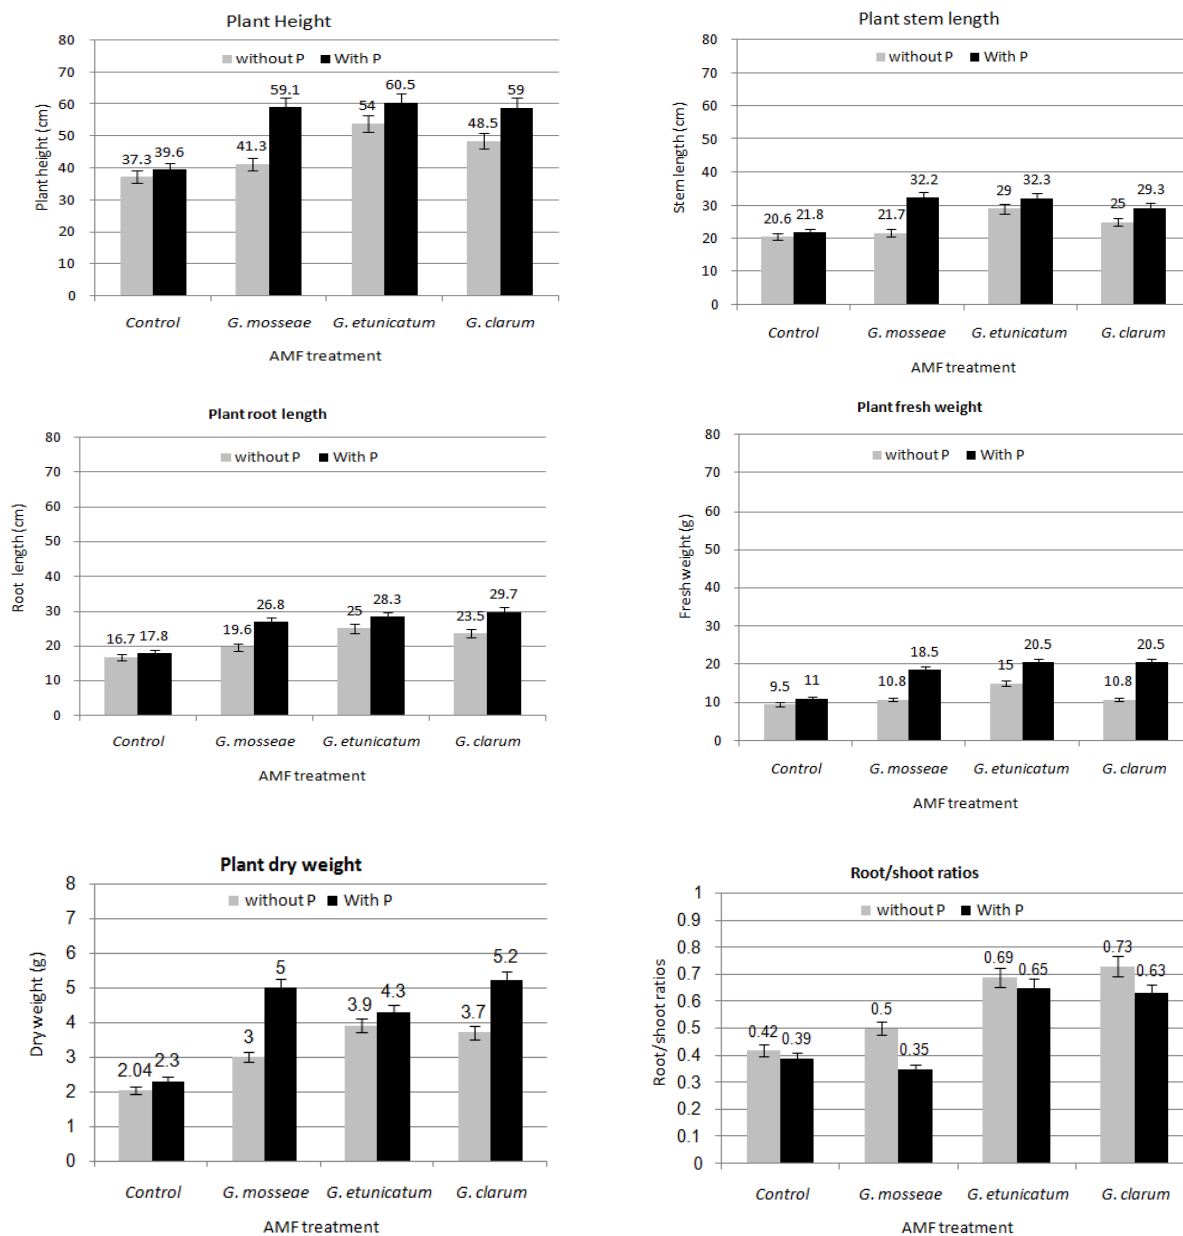 Plant Height
80
70
60
50
40
30
20
10
0
Plant height (cm)
without P With P
37.3 39.6 41.3 59.1 54 60.5 48.5 59
Control G. mosseae G. etunicatum G. clarum
AMF treatment
Plant stem length
80
70
60
50
40
30
20
10
0
Stem length (cm)
without P With P
20.6 21.8 21.7 32.2 29 32.3 25 29.3
Control G. mosseae G. etunicatum G. clarum
AMF treatment
Plant root length
80
70
60
50
40
30
20
10
0
Root length (cm)
without P With P
16.7 17.8 19.6 26.8 25 28.3 23.5 29.7
Control G. mosseae G. etunicatum G. clarum
AMF treatment
Plant fresh weight
80
70
60
50
40
30
20
10
0
Fresh weight (g)
without P With P
9.5 11 10.8 18.5 15 20.5 10.8 20.5
Control G. mosseae G. etunicatum G. clarum
AMF treatment
Plant dry weight
8
7
6
5
4
3
2
1
0
Dry weight (g)
without P With P
2.04 2.3 3 5 3.9 4.3 3.7 5.2
Control G. mosseae G. etunicatum G. clarum
AMF treatment
Root/shoot ratios
1
0.9
0.8
0.7
0.6
0.5
0.4
0.3
0.2
0.1
0
Root/shoot ratios
without P With P
0.42 0.39 0.5 0.35 0.69 0.65 0.73 0.63
Control G. mosseae G. etunicatum G. clarum
AMF treatment